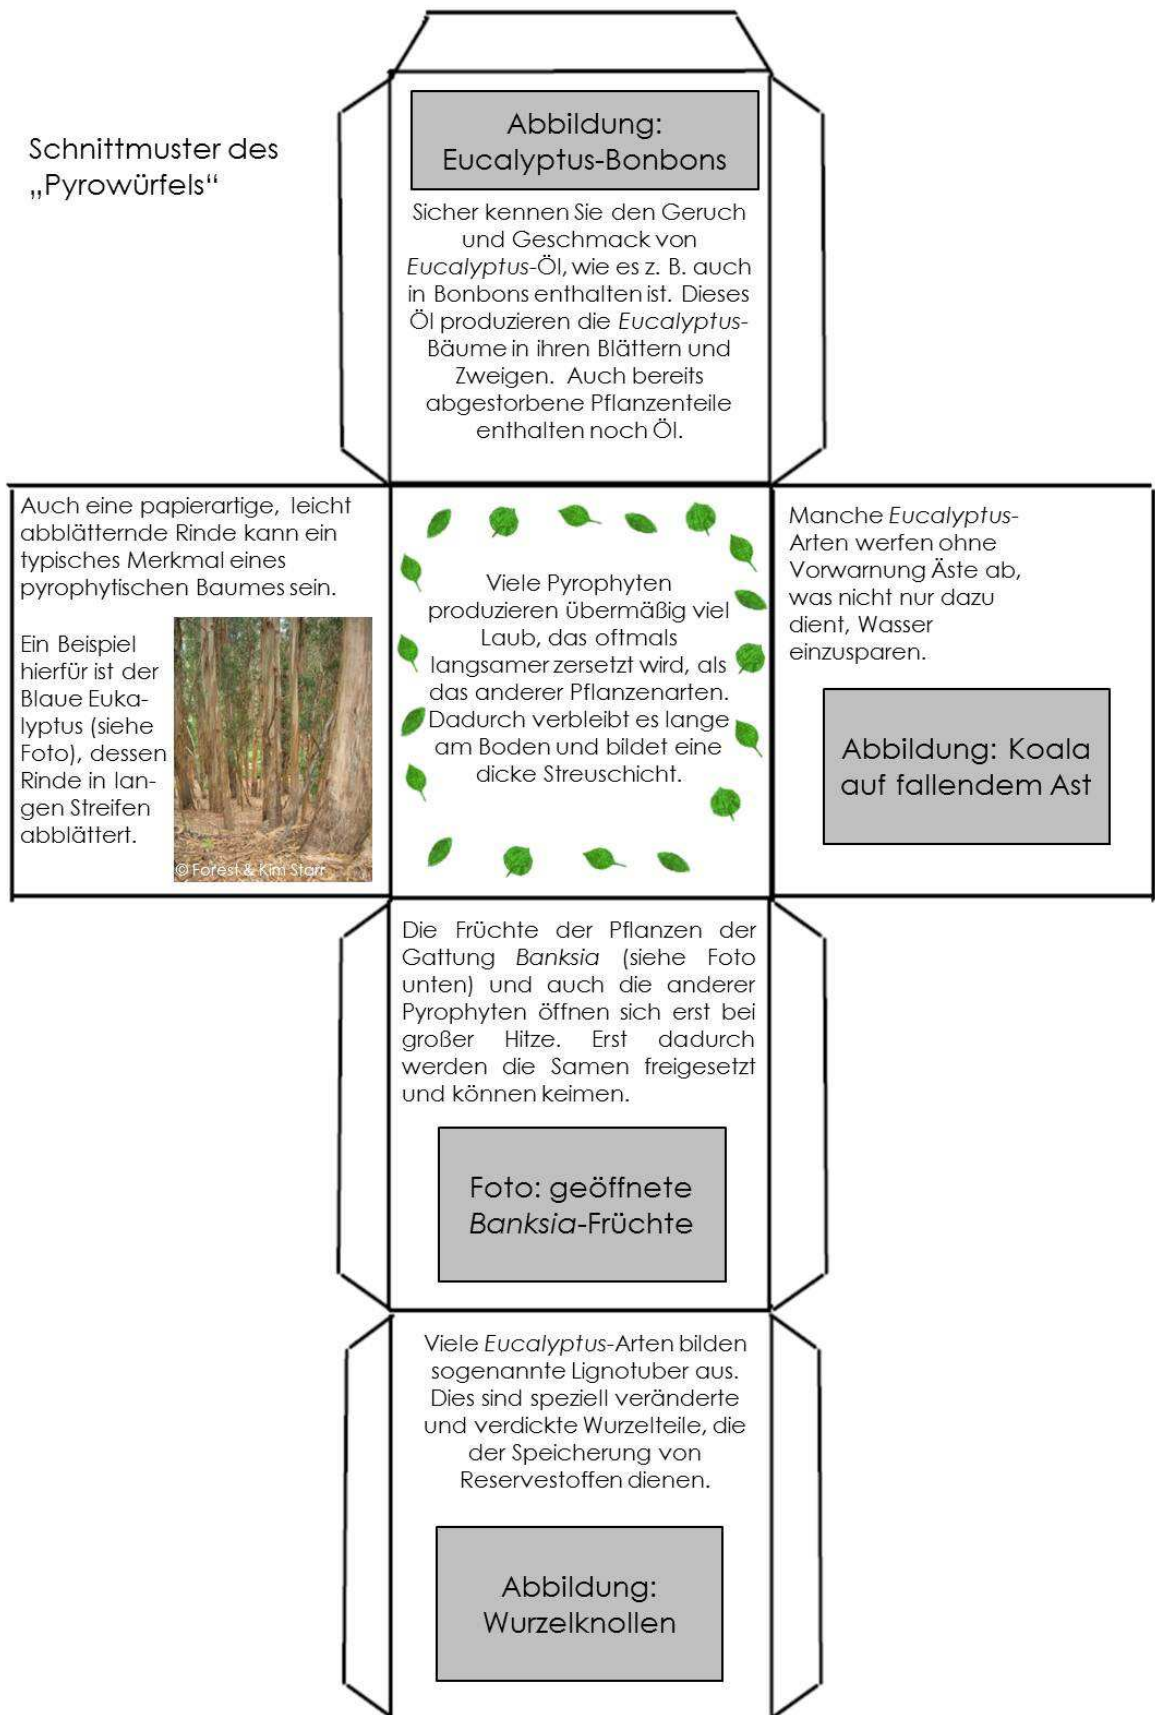 Schnittmuster des
„Pyrowürfels“
Abbildung:
Eucalyptus-Bonbons
Sicher kennen Sie den Geruch
und Geschmack von
Eucalyptus-Öl, wie es z. B. auch
in Bonbons enthalten ist. Dieses
Öl produzieren die Eucalyptus-
Bäume in ihren Blättern und
Zweigen. Auch bereits
abgestorbene Pflanzenteile
enthalten noch Öl.
Auch eine papierartige, leicht
abblätternde Rinde kann ein
typisches Merkmal eines
pyrophytischen Baumes sein.
Ein Beispiel
hierfür ist der
Blaue Euka-
lyptus (siehe
Foto), dessen
Rinde in lan-
gen Streifen
abblättert.
© Forest & Kim Starr
Viele Pyrophyten
produzieren übermäßig viel
Laub, das oftmals
langsamer zersetzt wird, als
das anderer Pflanzenarten.
Dadurch verbleibt es lange
am Boden und bildet eine
dicke Streuschicht.
Manche Eucalyptus-
Arten werfen ohne
Vorwarnung Äste ab,
was nicht nur dazu
dient, Wasser
einzusparen.
Abbildung: Koala
auf fallendem Ast
Die Früchte der Pflanzen der
Gattung Banksia (siehe Foto
unten) und auch die anderer
Pyrophyten öffnen sich erst bei
großer Hitze. Erst dadurch
werden die Samen freigesetzt
und können keimen.
Foto: geöffnete
Banksia-Früchte
Viele Eucalyptus-Arten bilden
sogenannte Lignotuber aus.
Dies sind speziell veränderte
und verdickte Wurzelteile, die
der Speicherung von
Reservestoffen dienen.
Abbildung:
Wurzelknollen